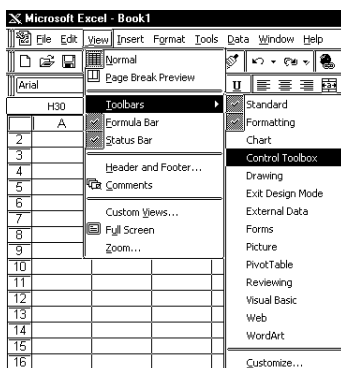 Microsoft Excel - Book1
File Edit View Insert Format Tools Data Window Help
Normal
Page Break Preview
Arial
U
Toolbars
Formula Bar
Status Bar
Header and Footer...
Comments
Custom Views...
Full Screen
Zoom...
Standard
Formatting
Chart
Control Toolbox
Drawing
Exit Design Mode
External Data
Forms
Picture
PivotTable
Reviewing
Visual Basic
Web
WordArt
Customize...
H30
A
2
3
4
5
6
7
8
9
10
11
12
13
14
15
16